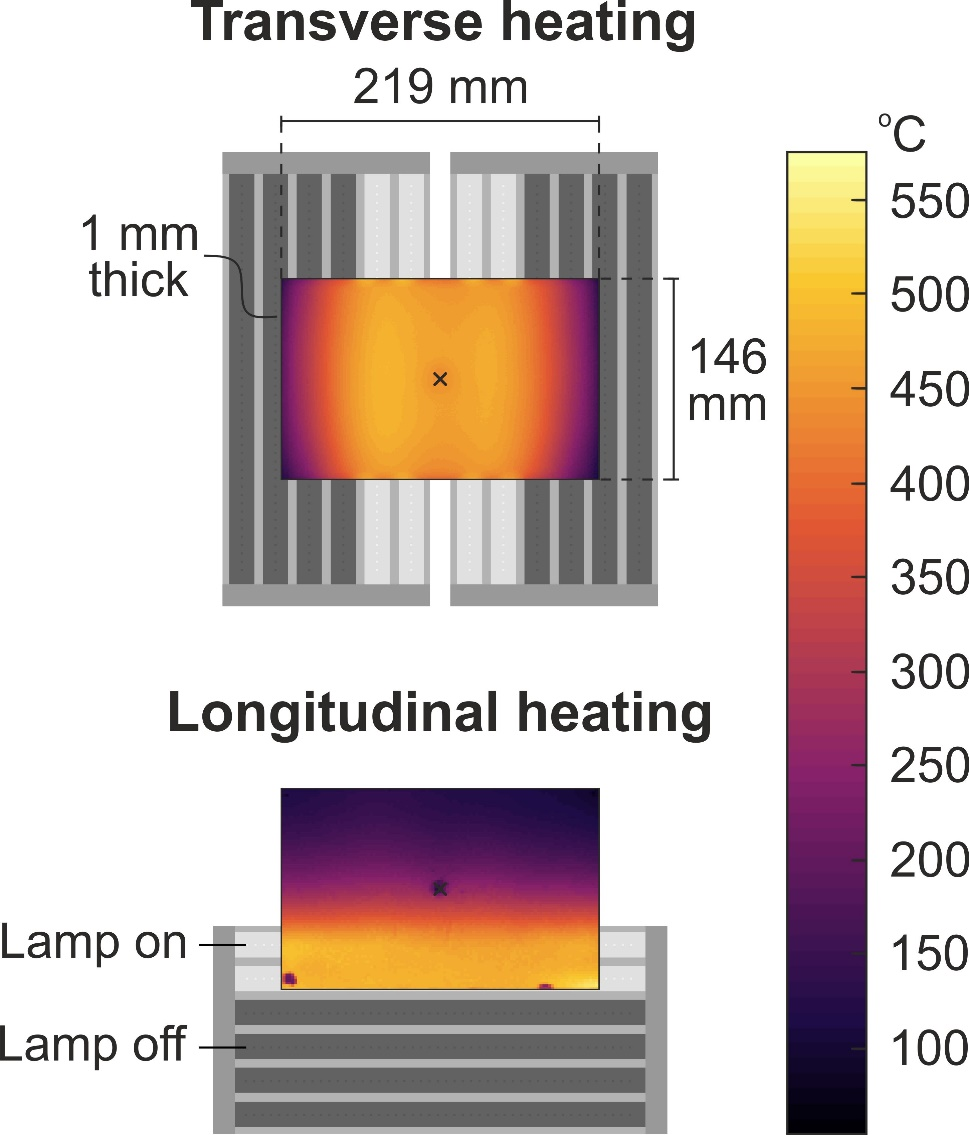 Transverse heating
219 mm
°C
1 mm
thick
146
mm
550
500
450
400
350
300
250
200
150
100
Longitudinal heating
Lamp on
Lamp off